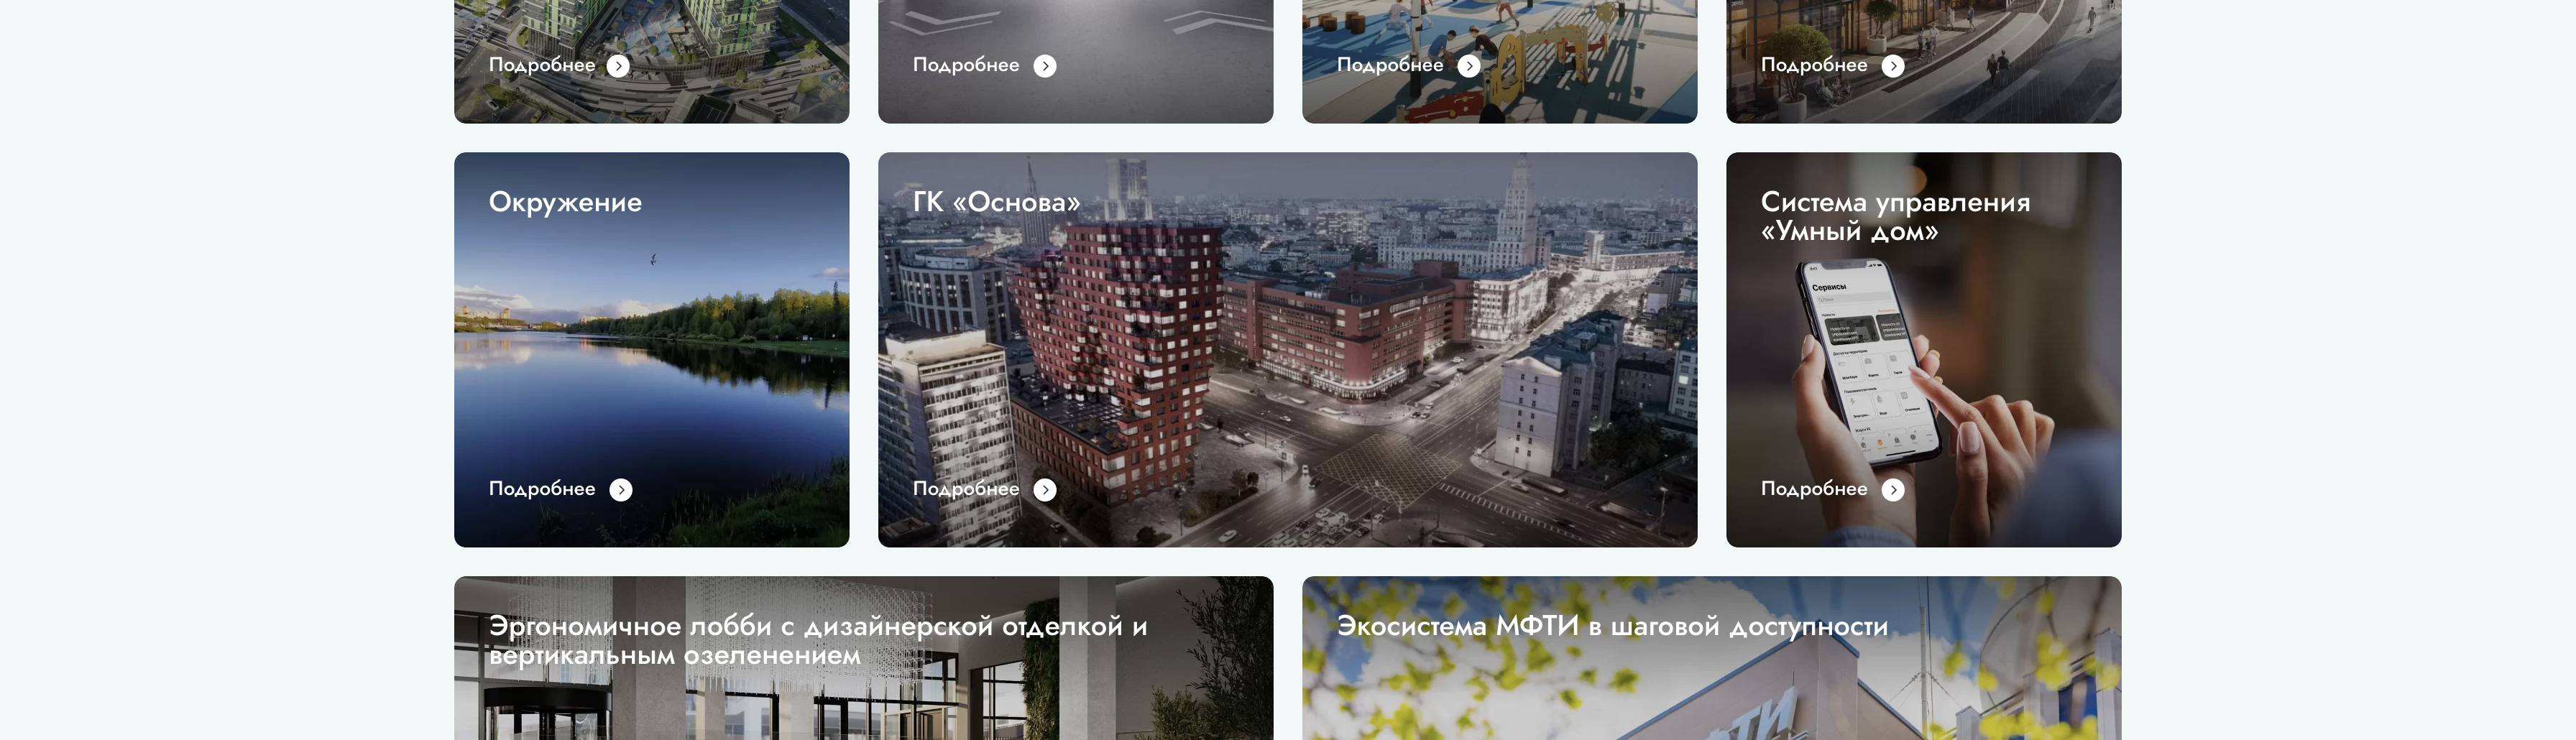 Подробнее
Подробнее
Подробнее
Подробнее
Окружение
ГК «Основа»
Система управления
«Умный дом»
Сервисы
Подробнее
Подробнее
Подробнее
Эргономичное лобби с дизайнерской отделкой и
вертикальным озеленением
Экосистема МФТИ в шаговой доступности